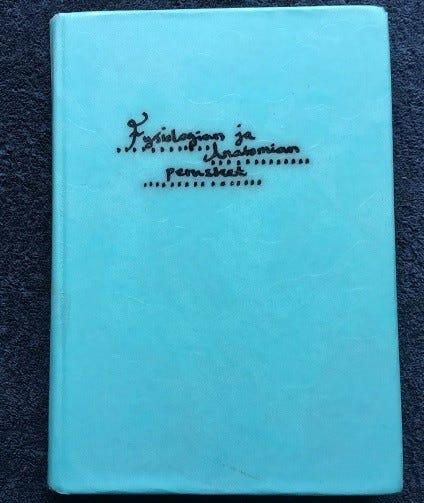 Fysiologian ja
Anatomian
perusteet